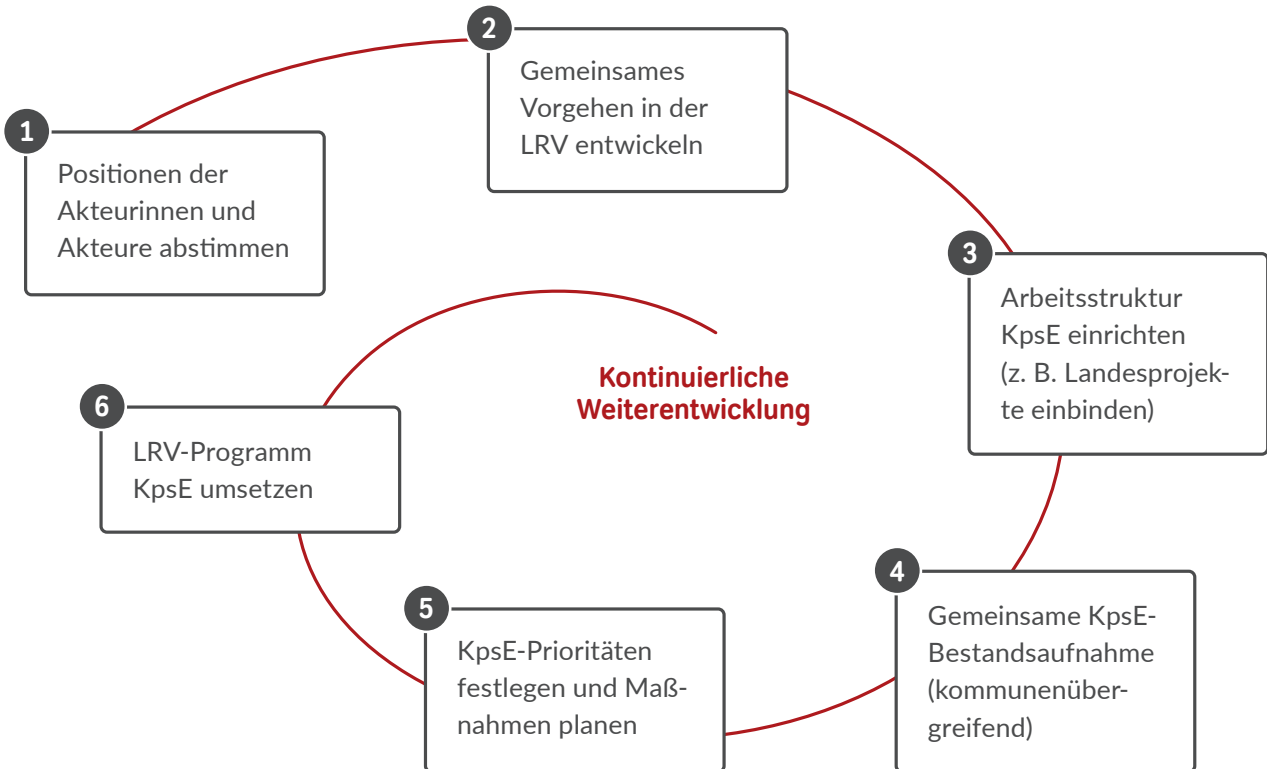 1
Positionen der
Akteurinnen und
Akteure abstimmen
2
Gemeinsames
Vorgehen in der
LRV entwickeln
3
Arbeitsstruktur
KpsE einrichten
(z. B. Landesprojek-
te einbinden)
4
Gemeinsame KpsE-
Bestandsaufnahme
(kommunenüber-
greifend)
5
KpsE-Prioritäten
festlegen und Maß-
nahmen planen
6
LRV-Programm
KpsE umsetzen
Kontinuierliche
Weiterentwicklung